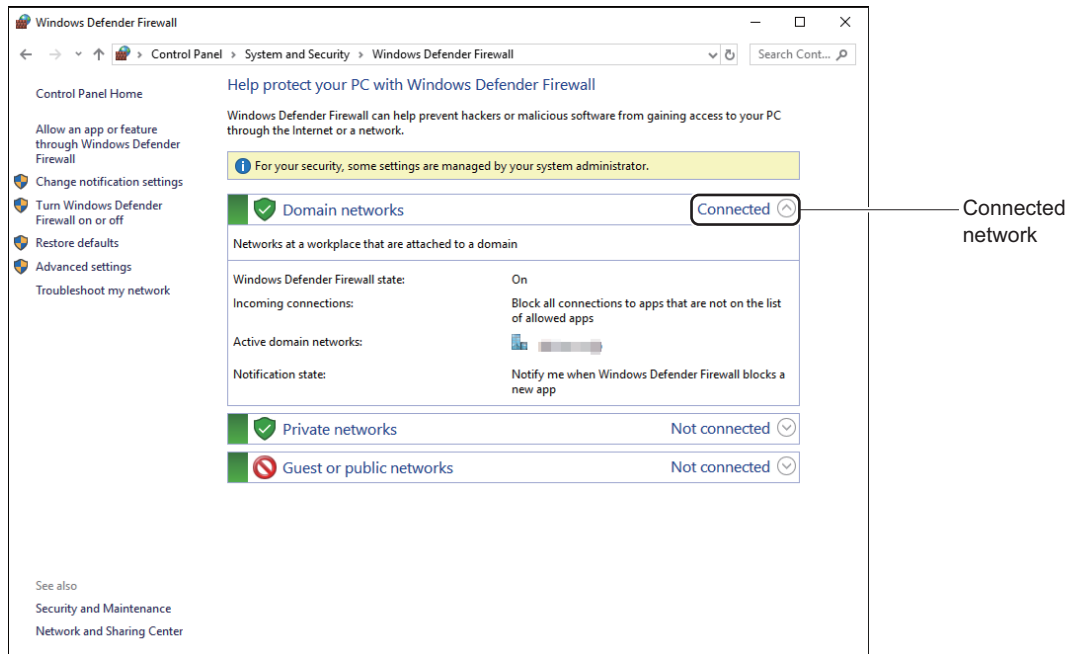 Windows Defender Firewall
Control Panel > System and Security > Windows Defender Firewall
Search Cont...
Control Panel Home
Allow an app or feature
through Windows Defender
Firewall
Change notification settings
Turn Windows Defender
Firewall on or off
Restore defaults
Advanced settings
Troubleshoot my network
Help protect your PC with Windows Defender Firewall
Windows Defender Firewall can help prevent hackers or malicious software from gaining access to your PC
through the Internet or a network.
For your security, some settings are managed by your system administrator.
Domain networks Connected
Networks at a workplace that are attached to a domain
Windows Defender Firewall state: On
Incoming connections: Block all connections to apps that are not on the list
of allowed apps
Active domain networks:
Notification state: Notify me when Windows Defender Firewall blocks a
new app
Private networks Not connected
Guest or public networks Not connected
See also
Security and Maintenance
Network and Sharing Center
Connected
network